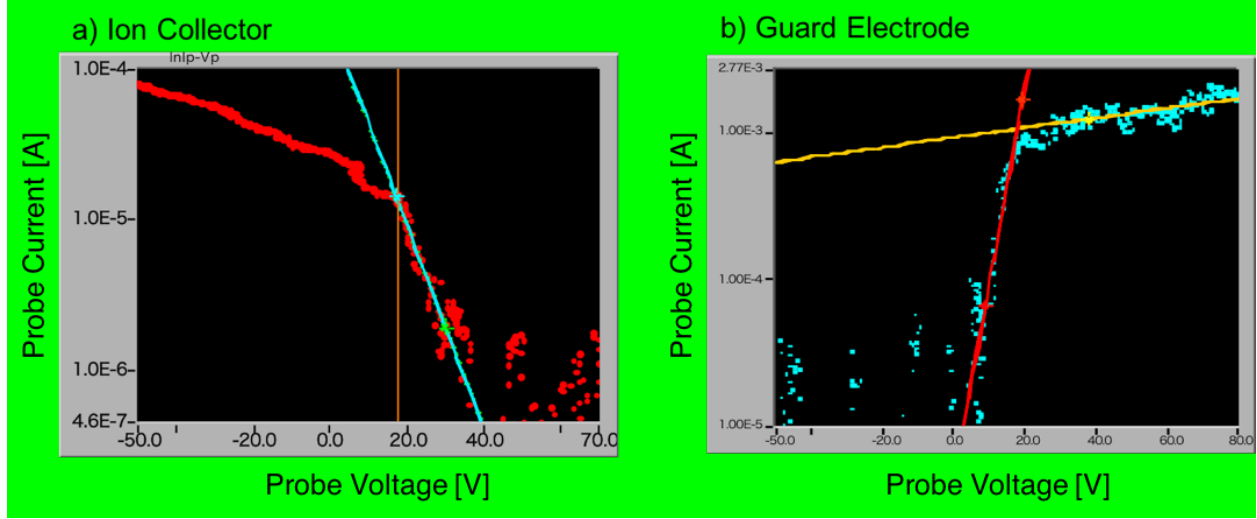 a) Ion Collector
InIp-Vp
1.0E-4
1.0E-5
1.0E-6
4.6E-7
-50.0
-20.0
0.0
20.0
40.0
70.0
Probe Current [A]
Probe Voltage [V]
b) Guard Electrode
2.77E-3
1.00E-3
1.00E-4
1.00E-5
-50.0
-20.0
0.0
20.0
40.0
60.0
80.0
Probe Current [A]
Probe Voltage [V]